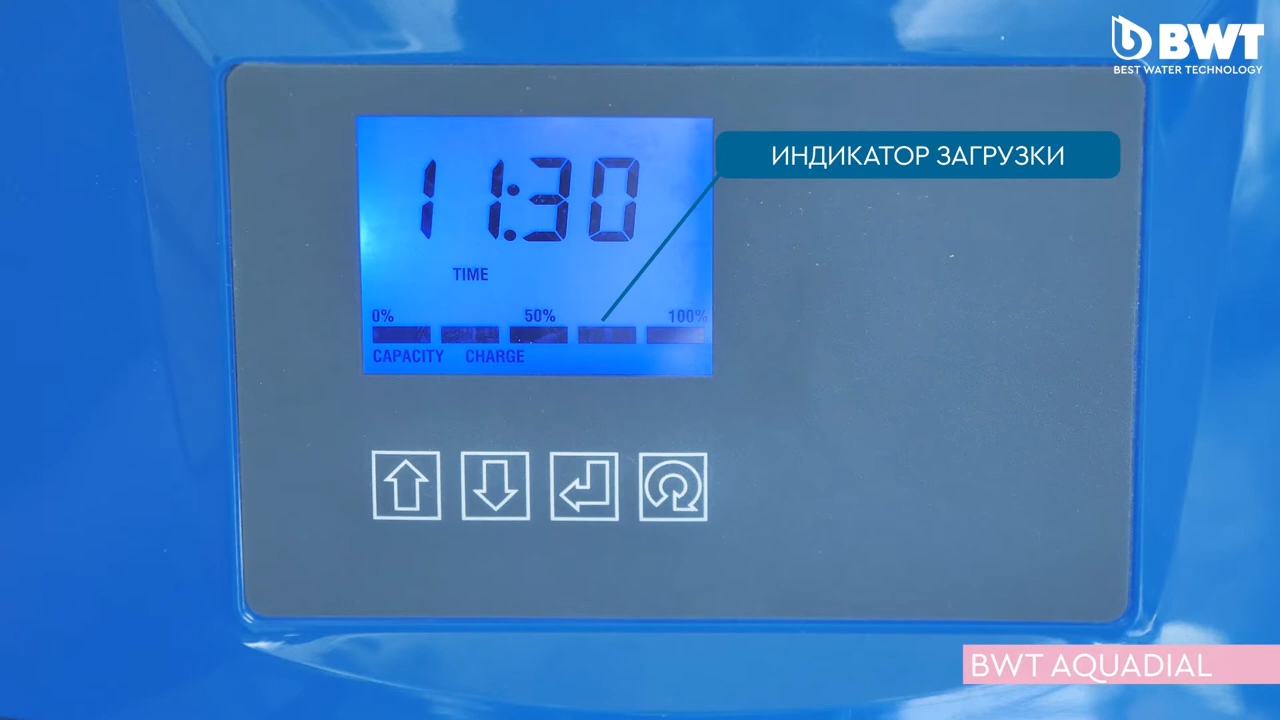 BWT
BEST WATER TECHNOLOGY
ИНДИКАТОР ЗАГРУЗКИ
11:30
TIME
0% 50% 100%
CAPACITY CHARGE
BWT AQUADIAL